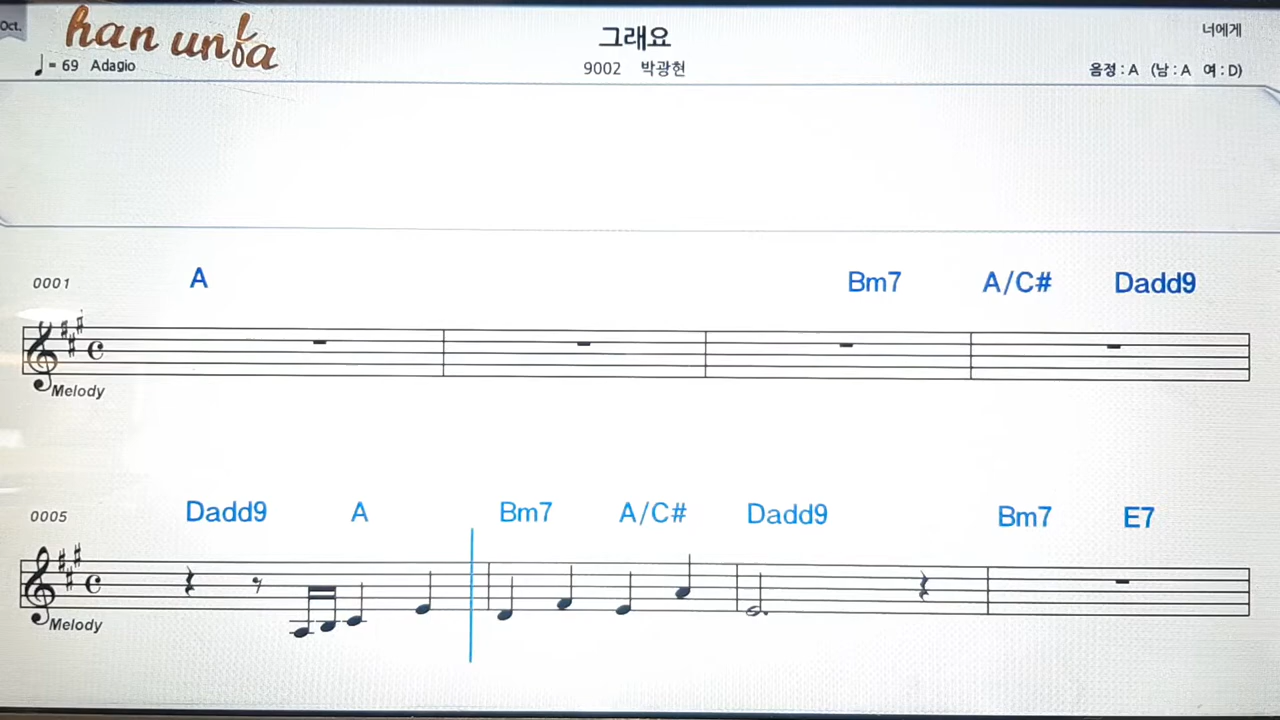 Oct.
han unfa
그래요
너에게
♩= 69 Adagio
9002 박광현
음정 : A (남 : A 여 : D)
0001 A Bm7 A/C# Dadd9
Melody
0005 Dadd9 A Bm7 A/C# Dadd9 Bm7 E7
Melody